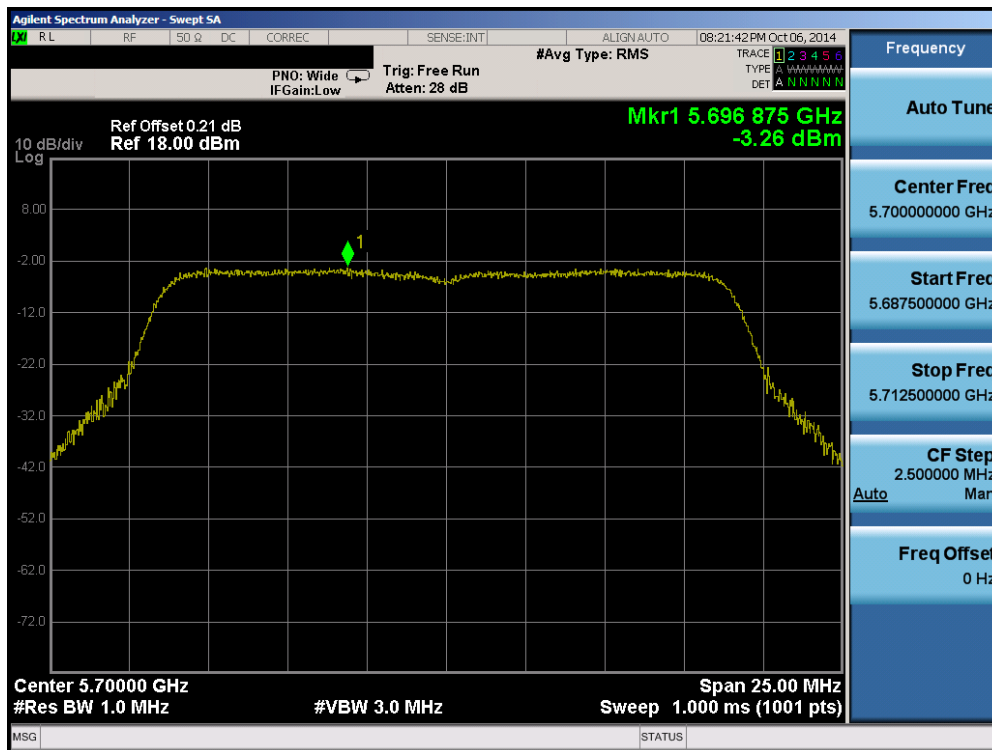 Agilent Spectrum Analyzer - Swept SA
LXI RL RF 50 Ω DC CORREC SENSE:INT ALIGNAUTO 08:21:42 PM Oct 06, 2014
#Avg Type: RMS
TRACE 1 2 3 4 5 6
TYPE A
DET A N N N N N
PNO: Wide Trig: Free Run
IFGain:Low Atten: 28 dB
Mkr1 5.696 875 GHz
-3.26 dBm
Ref Offset 0.21 dB
10 dB/div Ref 18.00 dBm
Log
1
8.00
-2.00
-12.0
-22.0
-32.0
-42.0
-52.0
-62.0
-72.0
Center 5.70000 GHz Span 25.00 MHz
#Res BW 1.0 MHz #VBW 3.0 MHz Sweep 1.000 ms (1001 pts)
MSG STATUS
Frequency
Auto Tune
Center Freq
5.700000000 GHz
Start Freq
5.687500000 GHz
Stop Freq
5.712500000 GHz
CF Step
2.500000 MHz
Auto Man
Freq Offset
0 Hz